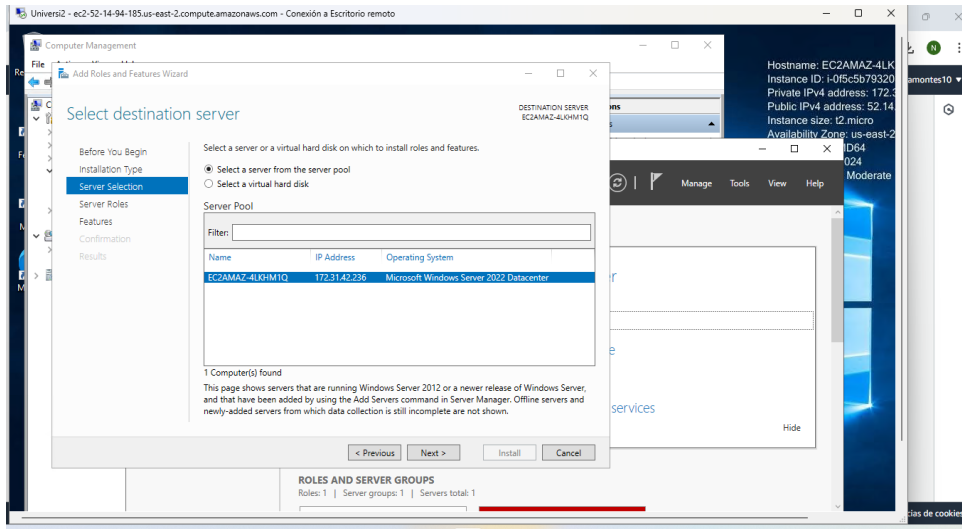 Universi2 - ec2-52-14-94-185.us-east-2.compute.amazonaws.com - Conexión a Escritorio remoto
Computer Management
File
Add Roles and Features Wizard
Select destination server
DESTINATION SERVER
EC2AMAZ-4LKHM1Q
Before You Begin
Installation Type
Server Selection
Server Roles
Features
Confirmation
Results
Select a server or a virtual hard disk on which to install roles and features.
Select a server from the server pool
Select a virtual hard disk
Server Pool
Filter:
Name IP Address Operating System
EC2AMAZ-4LKHM1Q 172.31.42.236 Microsoft Windows Server 2022 Datacenter
1 Computer(s) found
This page shows servers that are running Windows Server 2012 or a newer release of Windows Server,
and that have been added by using the Add Servers command in Server Manager. Offline servers and
newly-added servers from which data collection is still incomplete are not shown.
< Previous Next > Install Cancel
Hostname: EC2AMAZ-4LK
Instance ID: i-0f5c5b79320
Private IPv4 address: 172.3
Public IPv4 address: 52.14
Instance size: t2.micro
Availability Zone: us-east-2
MD64
024
Moderate
Manage Tools View Help
services
Hide
ROLES AND SERVER GROUPS
Roles: 1 | Server groups: 1 | Servers total: 1
N
amontes10
cias de cookies